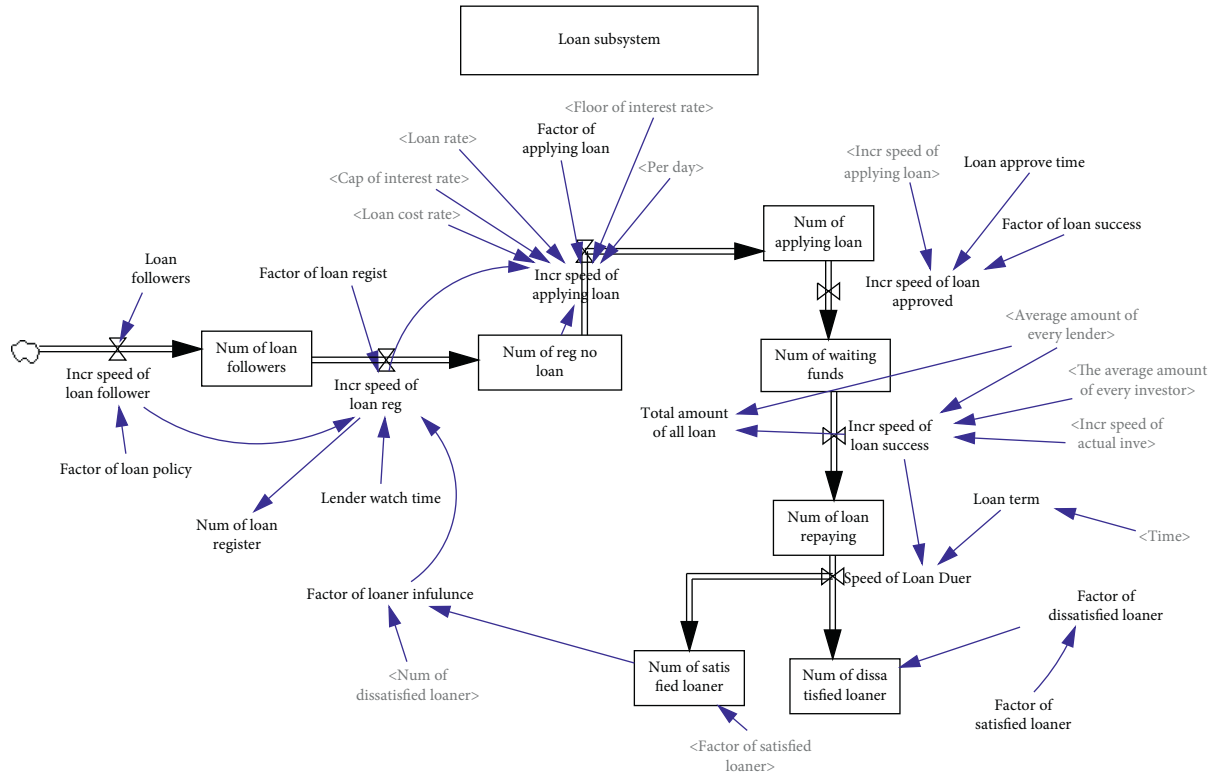 Loan subsystem
<Floor of interest rate>
<Loan rate>
Factor of
applying loan
<Cap of interest rate>
<Per day>
<Loan cost rate>
<Incr speed of
applying loan>
Loan approve time
Factor of loan success
Num of
applying loan
Loan
followers
Factor of loan regist
Incr speed of
applying loan
Incr speed of loan
approved
Num of loan
followers
Num of reg no
loan
Num of waiting
funds
<Average amount of
every lender>
Incr speed of
loan follower
Incr speed of
loan reg
<The average amount
of every investor>
Total amount
of all loan
Incr speed of
loan success
<Incr speed of
actual inve>
Factor of loan policy
Lender watch time
Num of loan
register
Num of loan
repaying
Loan term
<Time>
Speed of Loan Duer
Factor of loaner infulunce
Factor of
dissatisfied loaner
<Num of
dissatisfied loaner>
Num of satis
fied loaner
Num of dissa
tisfied loaner
Factor of
satisfied loaner
<Factor of satisfied
loaner>